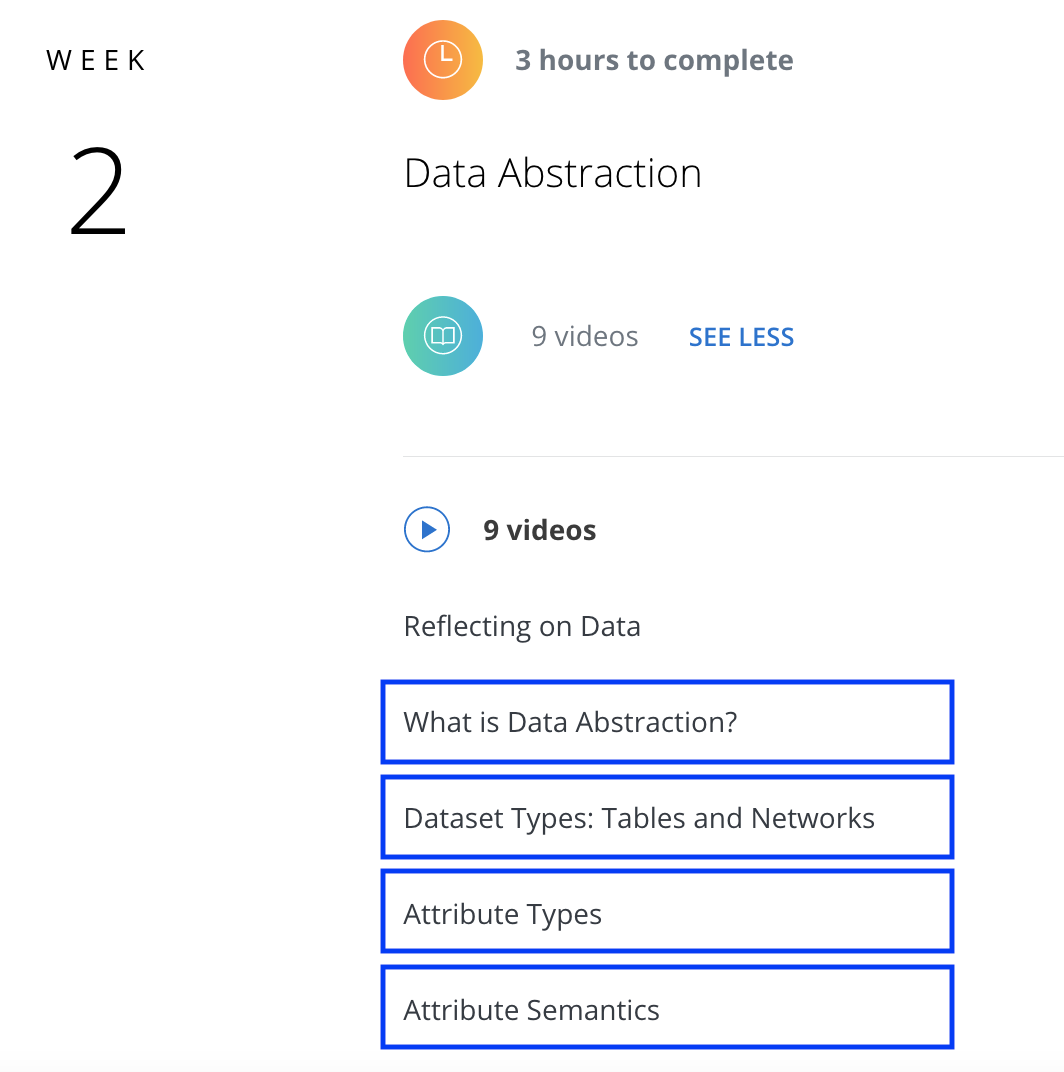 WEEK
2
3 hours to complete
Data Abstraction
9 videos SEE LESS
9 videos
Reflecting on Data
What is Data Abstraction?
Dataset Types: Tables and Networks
Attribute Types
Attribute Semantics